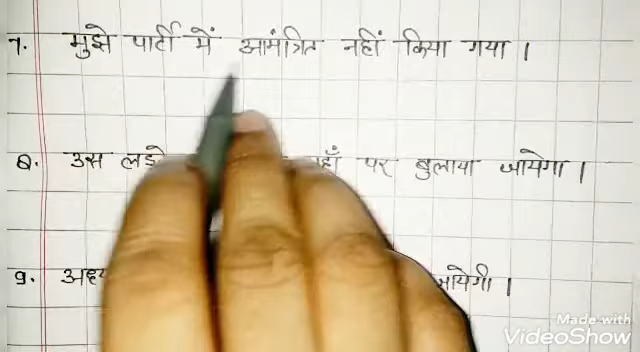 7. मुझे पार्टी में आमंत्रित नहीं किया गया ।
8. उस लड़के पर बुलाया जायेगा ।
9. जायेगी ।
Made with
VideoShow